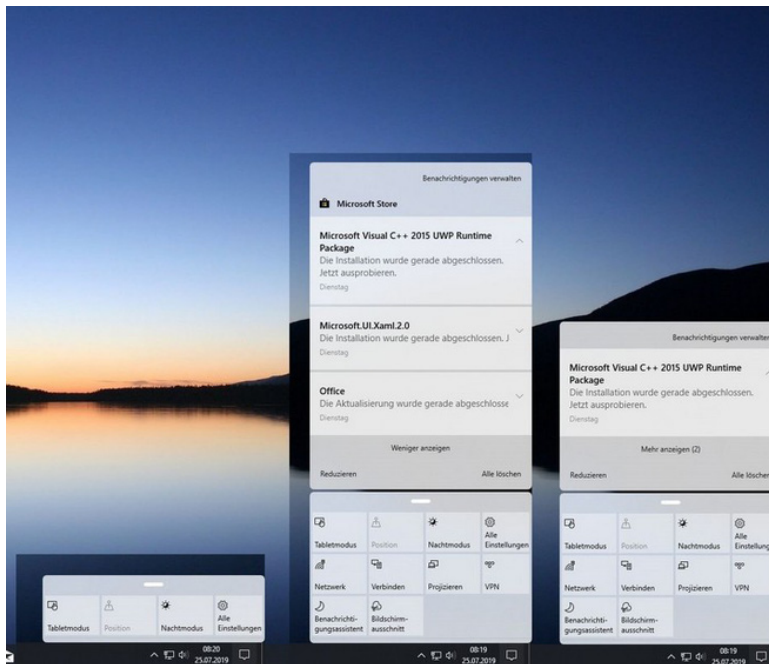 Tabletmodus
Position
Nachtmodus
Alle
Einstellungen
08:20
25.07.2019
Benachrichtigungen verwalten
Microsoft Store
Microsoft Visual C++ 2015 UWP Runtime
Package
Die Installation wurde gerade abgeschlossen.
Jetzt ausprobieren.
Dienstag
Microsoft.UI.Xaml.2.0
Die Installation wurde gerade abgeschlossen. J
Dienstag
Office
Die Aktualisierung wurde gerade abgeschlosse
Dienstag
Weniger anzeigen
Reduzieren
Alle löschen
Tabletmodus
Position
Nachtmodus
Alle
Einstellungen
Netzwerk
Verbinden
Projizieren
VPN
Benachrichti-
gungsassistent
Bildschirm-
ausschnitt
08:19
25.07.2019
Benachrichtigungen verwalten
Microsoft Visual C++ 2015 UWP Runtime
Package
Die Installation wurde gerade abgeschlossen.
Jetzt ausprobieren.
Dienstag
Mehr anzeigen (2)
Reduzieren
Alle löschen
Tabletmodus
Position
Nachtmodus
Alle
Einstellung
Netzwerk
Verbinden
Projizieren
VPN
Benachrichti-
gungsassistent
Bildschirm-
ausschnitt
08:19
25.07.2019